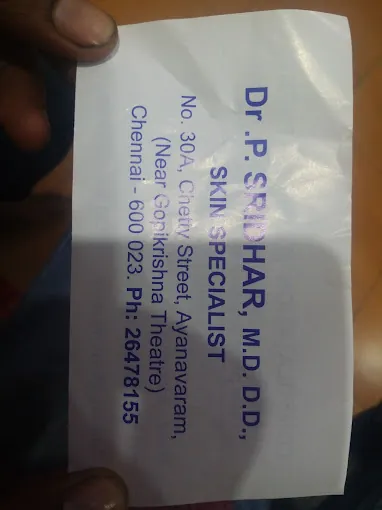 Dr .P. SRIDHAR, M.D. D.D.,
SKIN SPECIALIST
No. 30A, Chetty Street, Ayanavaram,
(Near Gopikrishna Theatre)
Chennai - 600 023. Ph: 26478155